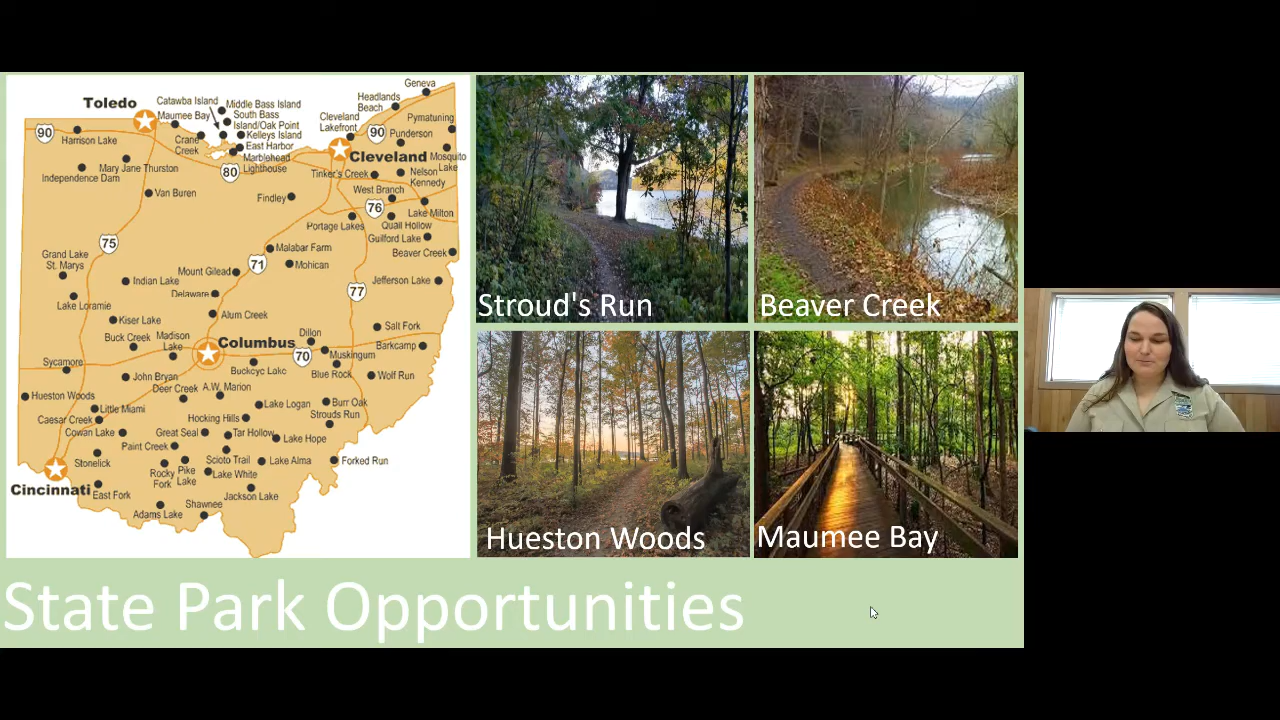 Geneva
Headlands
Beach
Pymatuning
Catawba Island
Middle Bass Island
Toledo
South Bass
Maumee Bay
Island/Oak Point
Cleveland
Lakefront
90
Punderson
90
Harrison Lake
Crane
Creek
Kelleys Island
East Harbor
Marblehead
Lighthouse
Cleveland
Mosquito
Lake
Mary Jane Thurston
80
Tinker's Creek
Nelson
Kennedy
Independence Dam
Van Buren
Findley
West Branch
76
Lake Milton
Portage Lakes
Quail Hollow
Guilford Lake
75
Malabar Farm
Beaver Creek
Grand Lake
St. Marys
71
Mohican
Mount Gilead
Indian Lake
Jefferson Lake
77
Delaware
Lake Loramie
Kiser Lake
Alum Creek
Salt Fork
Buck Creek
Madison
Lake
Columbus
Dillon
70
Muskingum
Barkcamp
Sycamore
Buckeye Lake
Blue Rock
Wolf Run
John Bryan
Deer Creek
A.W. Marion
Hueston Woods
Little Miami
Lake Logan
Burr Oak
Caesar Creek
Hocking Hills
Strouds Run
Cowan Lake
Great Seal
Tar Hollow
Lake Hope
Paint Creek
Stonelick
Scioto Trail
Lake Alma
Forked Run
Rocky
Fork
Pike
Lake
Lake White
Cincinnati
East Fork
Jackson Lake
Adams Lake
Shawnee
Stroud's Run
Beaver Creek
Hueston Woods
Maumee Bay
State Park Opportunities